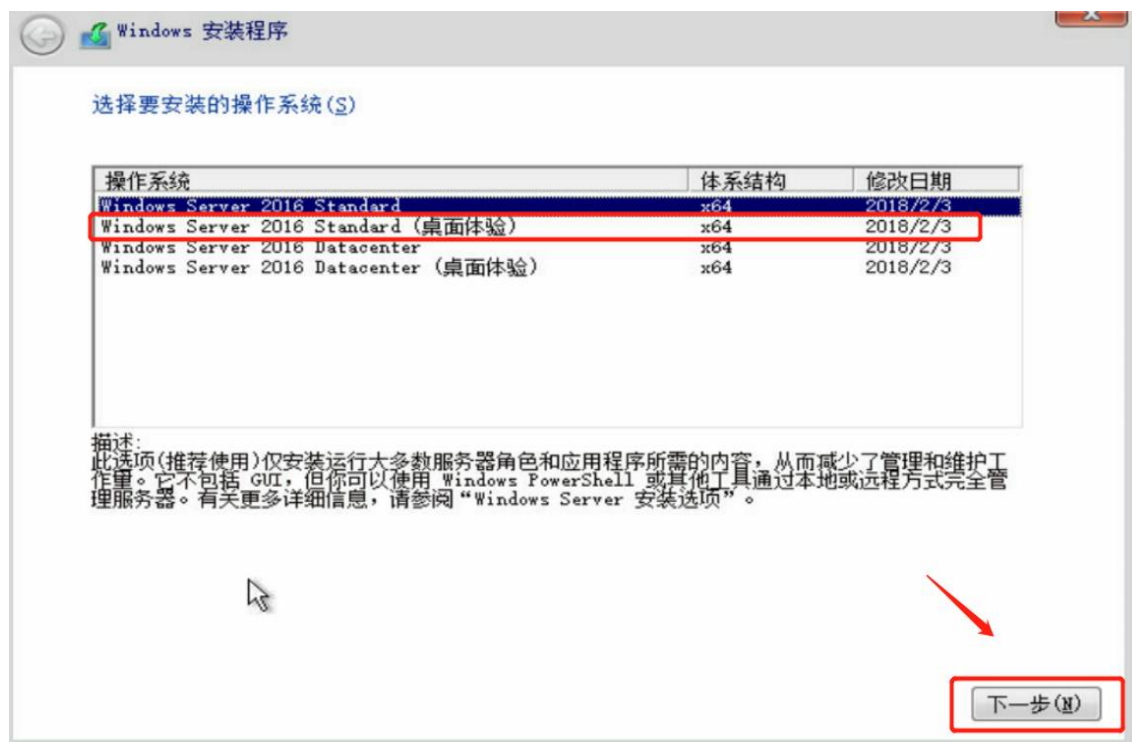 Windows 安装程序
选择要安装的操作系统(S)
操作系统 体系结构 修改日期
Windows Server 2016 Standard x64 2018/2/3
Windows Server 2016 Standard (桌面体验) x64 2018/2/3
Windows Server 2016 Datacenter x64 2018/2/3
Windows Server 2016 Datacenter (桌面体验) x64 2018/2/3
描述:
此选项(推荐使用)仅安装运行大多数服务器角色和应用程序所需的内容，从而减少了管理和维护工
作量。它不包括 GUI，但你可以使用 Windows PowerShell 或其他工具通过本地或远程方式完全管
理服务器。有关更多详细信息，请参阅“Windows Server 安装选项”。
下一步(N)